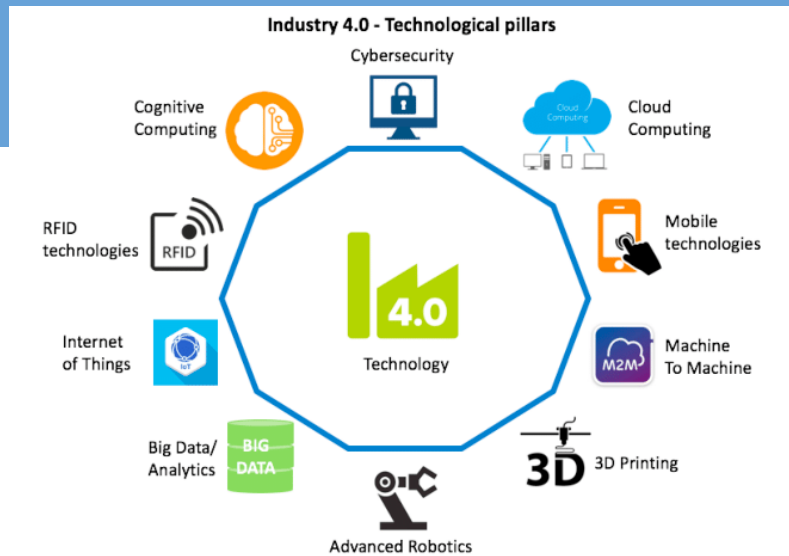 Industry 4.0 - Technological pillars
Cybersecurity
Cognitive
Computing
Cloud
Computing
Cloud
Computing
RFID
technologies
RFID
Mobile
technologies
4.0
Technology
Internet
of Things
IoT
M2M
Machine
To Machine
Big Data/
Analytics
BIG
DATA
3D
3D Printing
Advanced Robotics